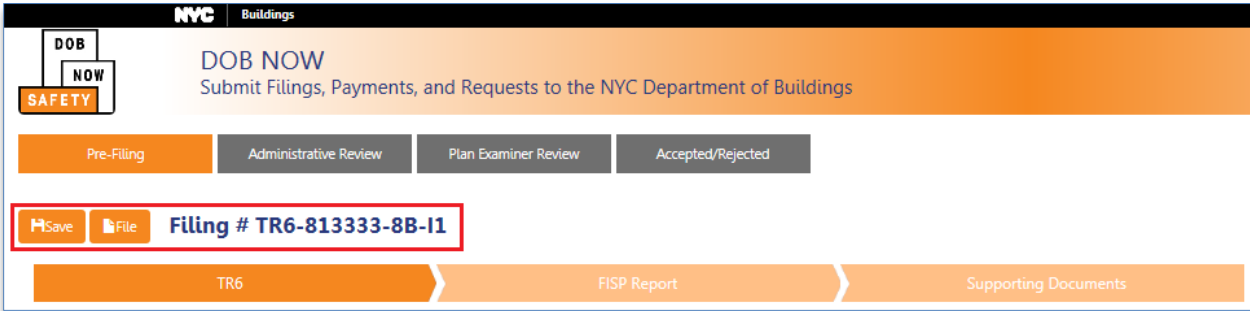 NYC Buildings
DOB
NOW
SAFETY
DOB NOW
Submit Filings, Payments, and Requests to the NYC Department of Buildings
Pre-Filing Administrative Review Plan Examiner Review Accepted/Rejected
Save File Filing # TR6-813333-8B-I1
TR6 FISP Report Supporting Documents